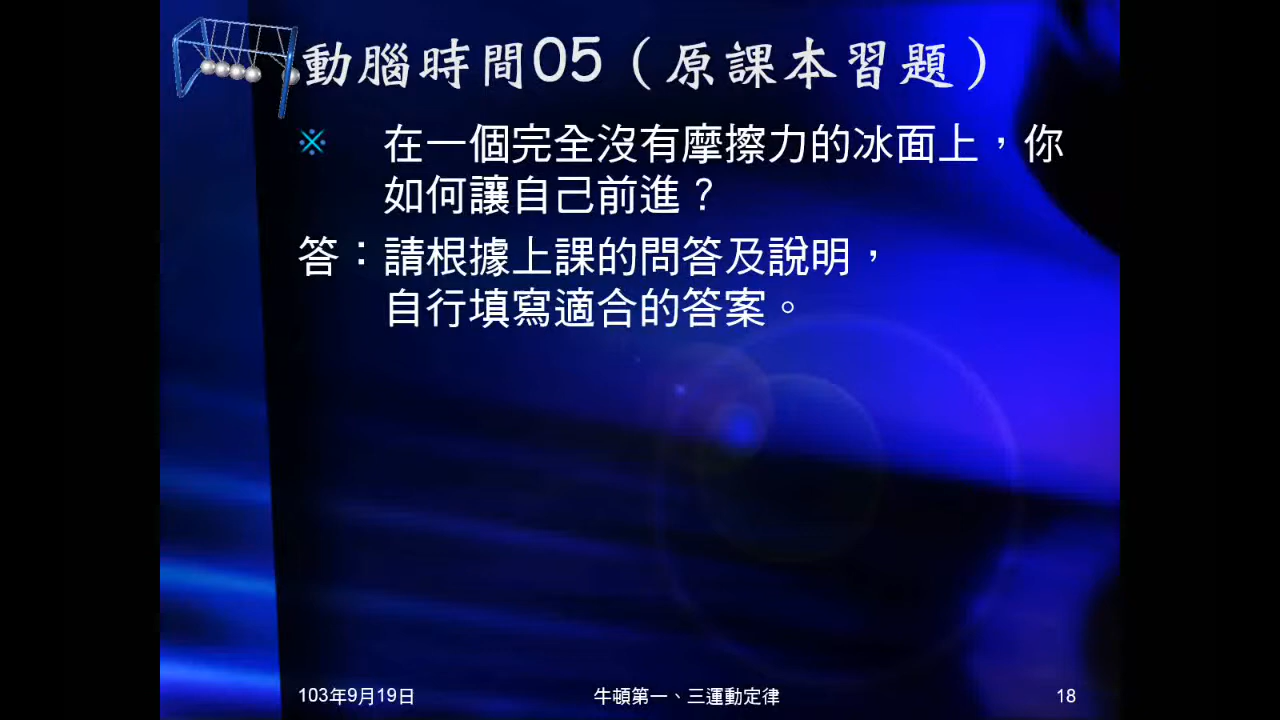 動腦時間05（原課本習題）
※ 在一個完全沒有摩擦力的冰面上，你
如何讓自己前進？
答：請根據上課的問答及說明，
自行填寫適合的答案。
103年9月19日 牛頓第一、三運動定律 18